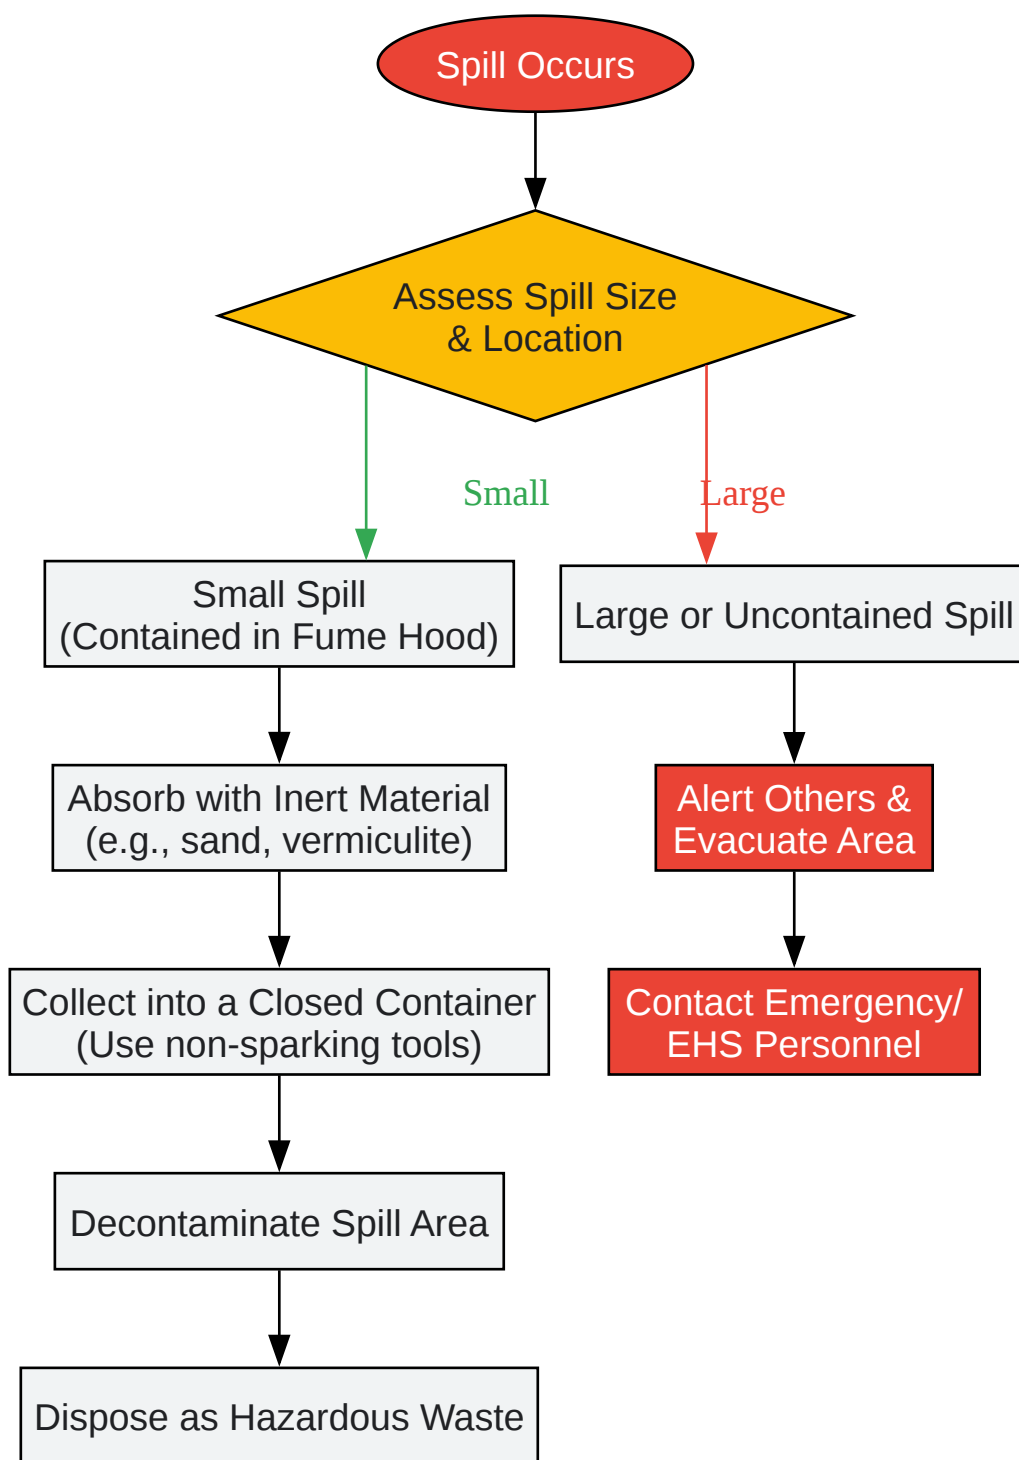 Spill Occurs
Assess Spill Size
& Location
Small
Large
Small Spill
(Contained in Fume Hood)
Large or Uncontained Spill
Absorb with Inert Material
(e.g., sand, vermiculite)
Alert Others &
Evacuate Area
Collect into a Closed Container
(Use non-sparking tools)
Contact Emergency/
EHS Personnel
Decontaminate Spill Area
Dispose as Hazardous Waste